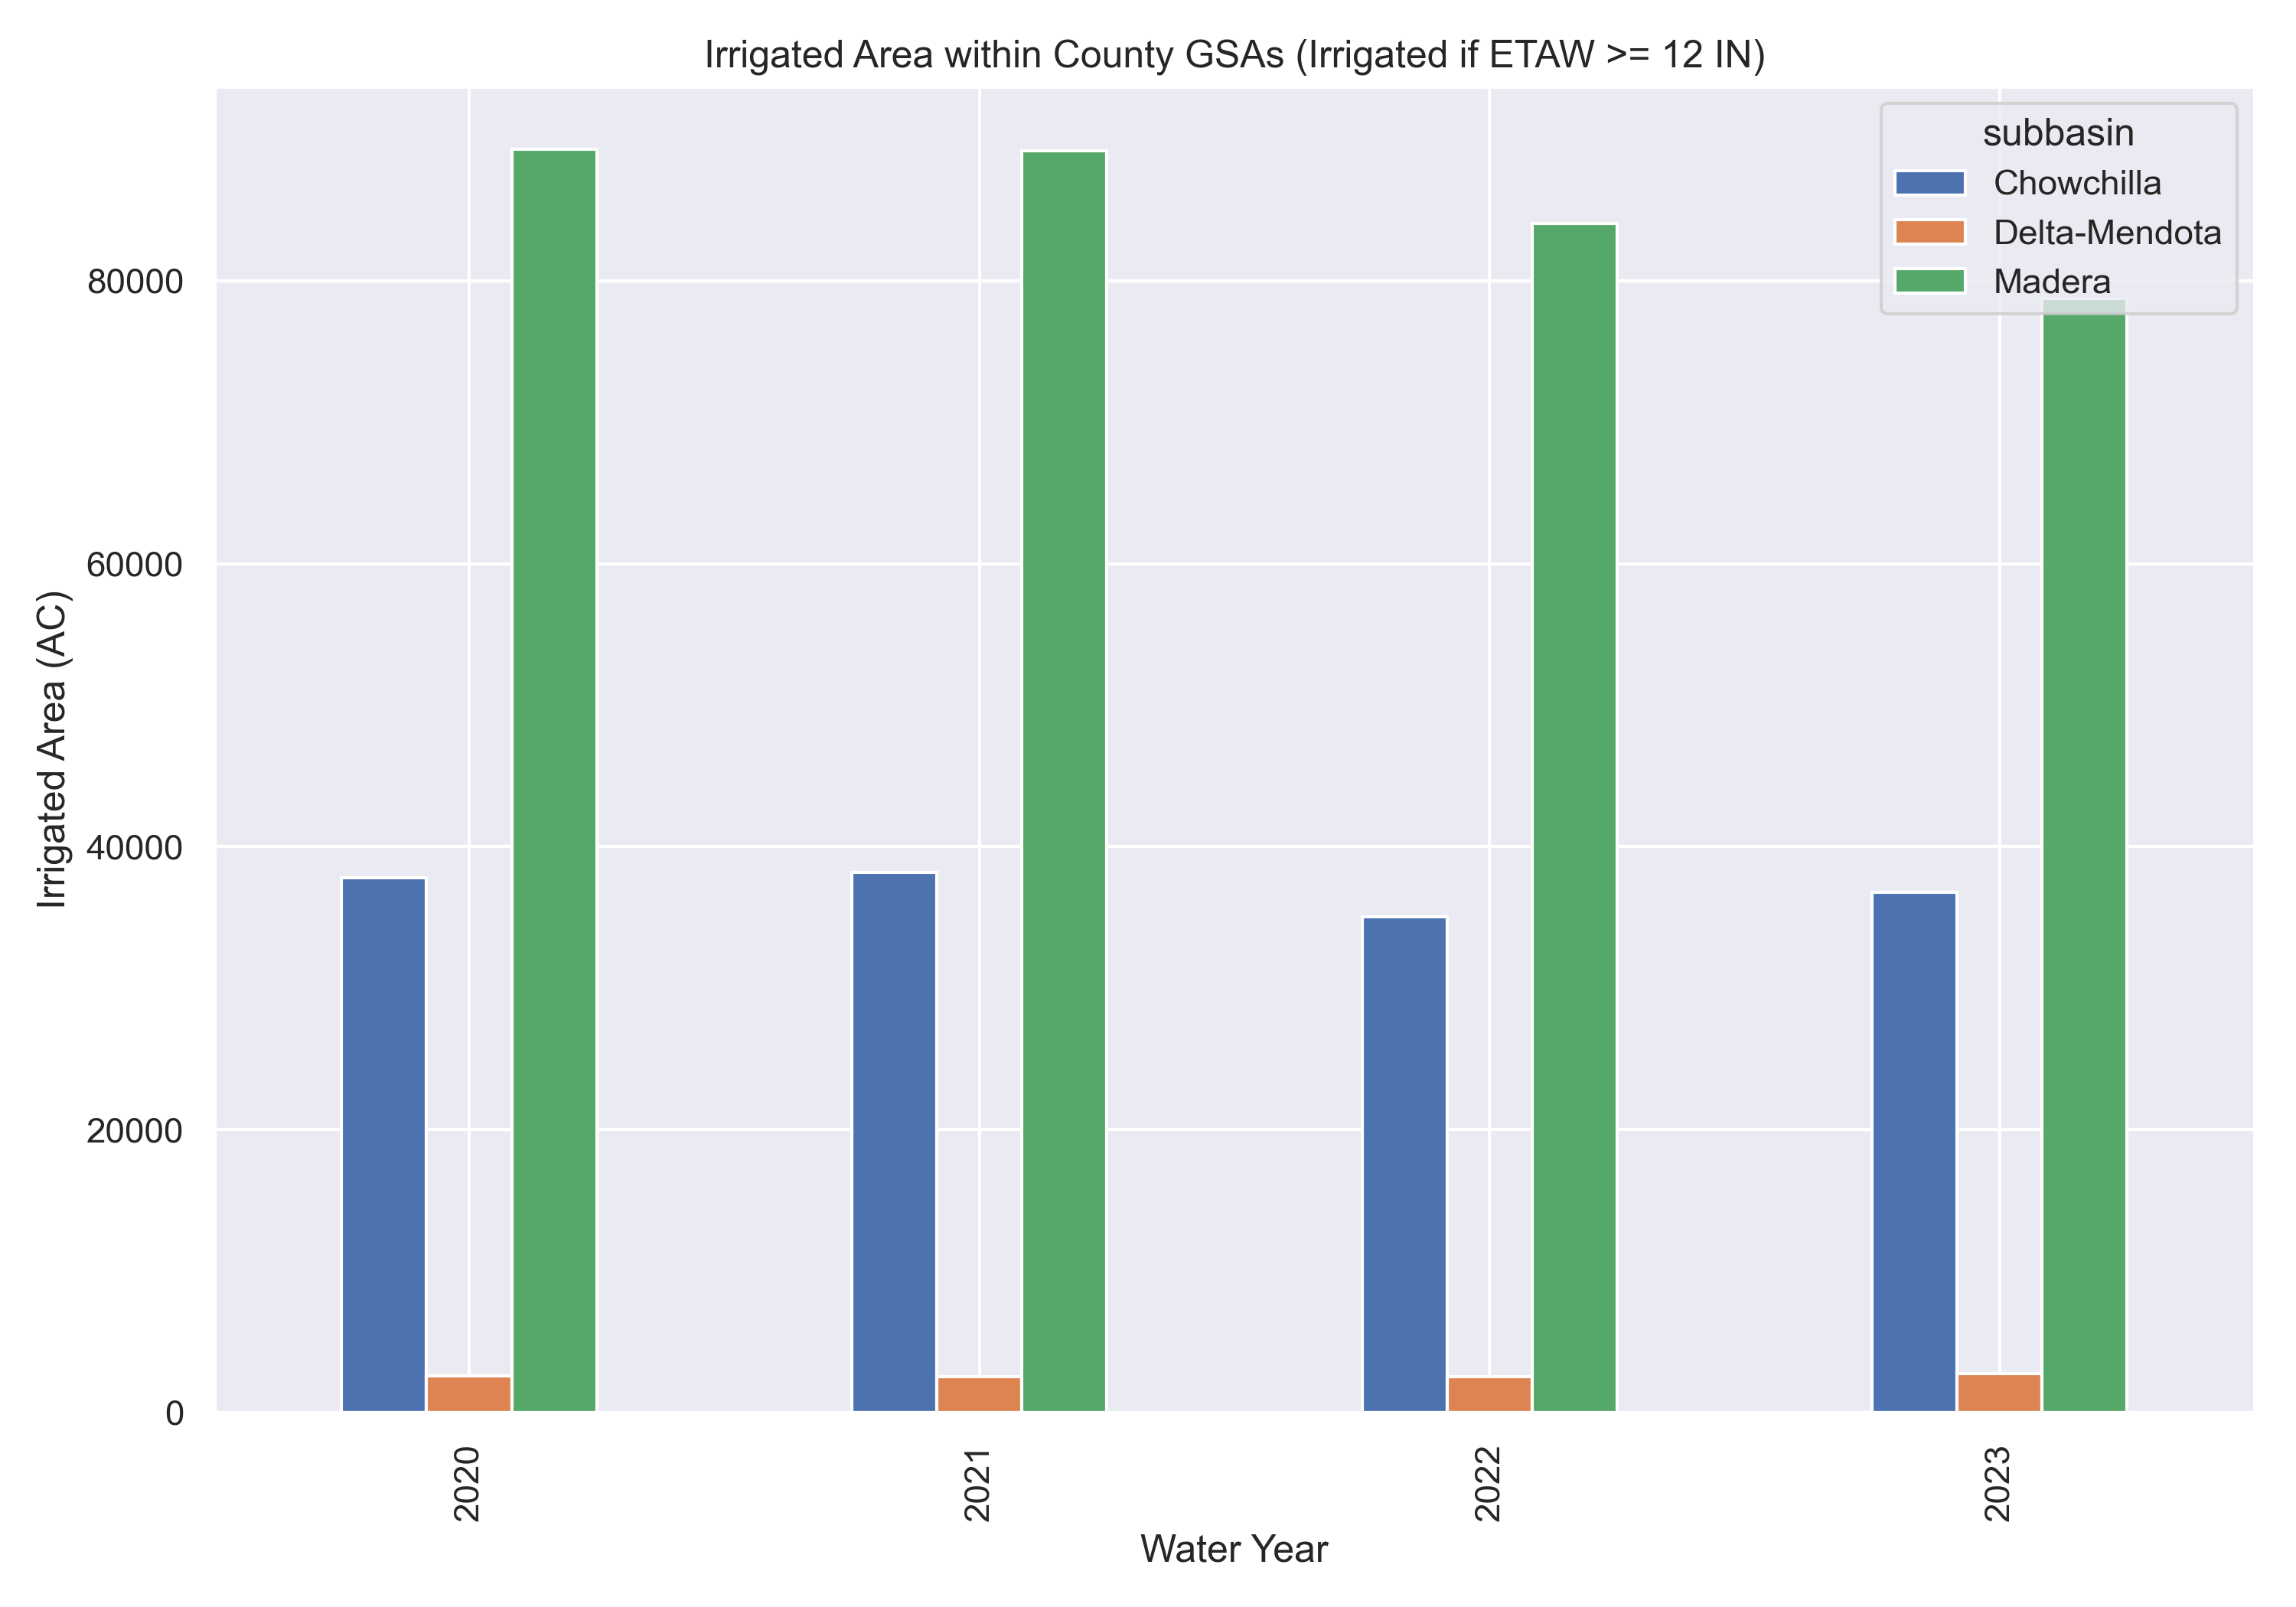 Irrigated Area within County GSAs (Irrigated if ETAW >= 12 IN)
subbasin
Chowchilla
Delta-Mendota
Madera
Irrigated Area (AC)
80000
60000
40000
20000
0
2020
2021
2022
2023
Water Year